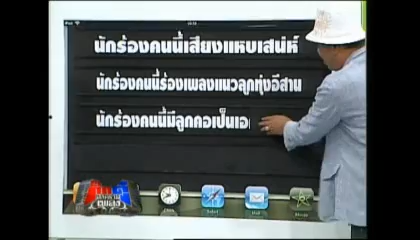 นักร้องคนนี้เสียงแหบเสน่ห์
นักร้องคนนี้ร้องเพลงแนวลูกทุ่งอีสาน
นักร้องคนนี้มีลูกคอเป็นเอ